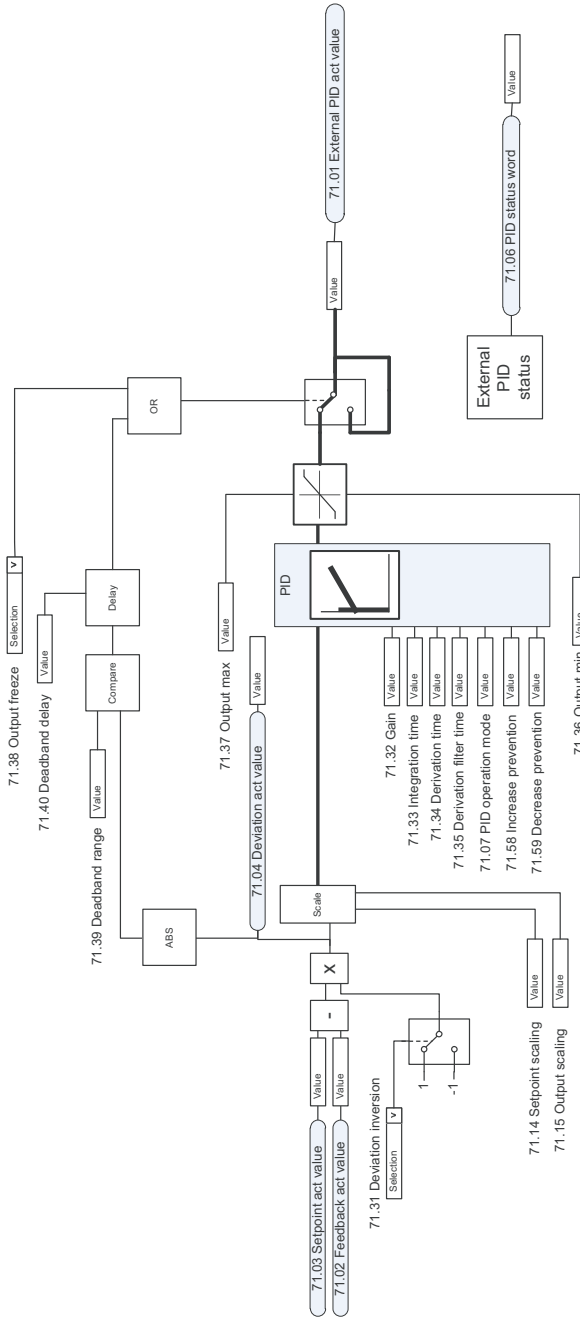 71.38 Output freeze
Selection
v
71.40 Deadband delay
Value
71.39 Deadband range
Value
Compare
Delay
OR
ABS
71.04 Deviation act value
Value
71.37 Output max
Value
71.03 Setpoint act value
Value
71.02 Feedback act value
Value
-
X
Scale
PID
Value
71.01 External PID act value
71.31 Deviation inversion
Selection
v
1
-1
71.14 Setpoint scaling
Value
71.15 Output scaling
Value
71.32 Gain
Value
71.33 Integration time
Value
71.34 Derivation time
Value
71.35 Derivation filter time
Value
71.07 PID operation mode
Value
71.58 Increase prevention
Value
71.59 Decrease prevention
Value
71.36 Output min
Value
External
PID
status
71.06 PID status word
Value